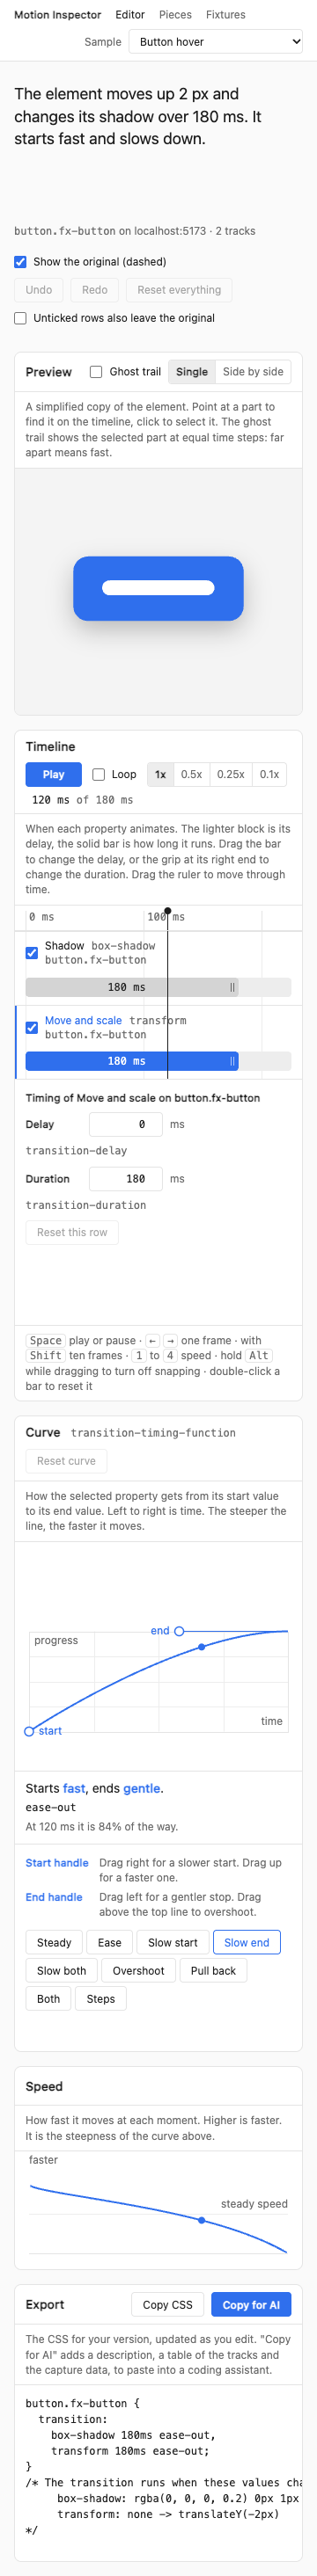 Motion Inspector Editor Pieces Fixtures
Sample Button hover
The element moves up 2 px and
changes its shadow over 180 ms. It
starts fast and slows down.
button.fx-button on localhost:5173 · 2 tracks
Show the original (dashed)
Undo Redo Reset everything
Unticked rows also leave the original
Preview Ghost trail Single Side by side
A simplified copy of the element. Point at a part to
find it on the timeline, click to select it. The ghost
trail shows the selected part at equal time steps: far
apart means fast.
Timeline
Play Loop 1x 0.5x 0.25x 0.1x
120 ms of 180 ms
When each property animates. The lighter block is its
delay, the solid bar is how long it runs. Drag the bar
to change the delay, or the grip at its right end to
change the duration. Drag the ruler to move through
time.
0 ms 100 ms
Shadow box-shadow
button.fx-button
180 ms
Move and scale transform
button.fx-button
180 ms
Timing of Move and scale on button.fx-button
Delay 0 ms
transition-delay
Duration 180 ms
transition-duration
Reset this row
Space play or pause · ← → one frame · with
Shift ten frames · 1 to 4 speed · hold Alt
while dragging to turn off snapping · double-click a
bar to reset it
Curve transition-timing-function
Reset curve
How the selected property gets from its start value
to its end value. Left to right is time. The steeper the
line, the faster it moves.
end
progress
time
start
Starts fast, ends gentle.
ease-out
At 120 ms it is 84% of the way.
Start handle Drag right for a slower start. Drag up
for a faster one.
End handle Drag left for a gentler stop. Drag
above the top line to overshoot.
Steady Ease Slow start Slow end
Slow both Overshoot Pull back
Both Steps
Speed
How fast it moves at each moment. Higher is faster.
It is the steepness of the curve above.
faster
steady speed
Export Copy CSS Copy for AI
The CSS for your version, updated as you edit. "Copy
for AI" adds a description, a table of the tracks and
the capture data, to paste into a coding assistant.
button.fx-button {
transition:
box-shadow 180ms ease-out,
transform 180ms ease-out;
}
/* The transition runs when these values cha
box-shadow: rgba(0, 0, 0, 0.2) 0px 1px
transform: none -> translateY(-2px)
*/